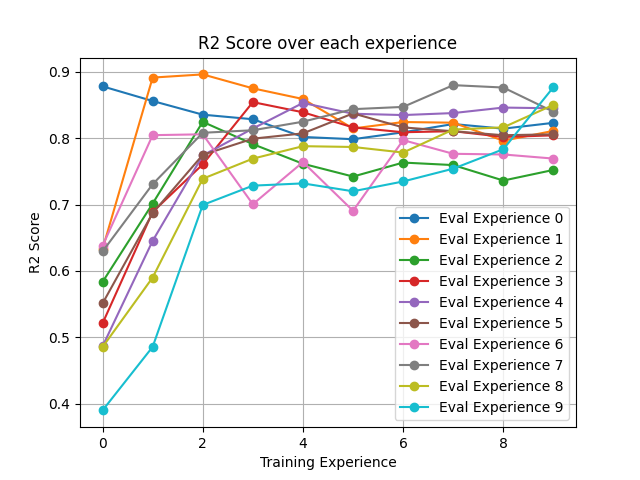 R2 Score over each experience
0.9
0.8
0.7
0.6
0.5
0.4
R2 Score
0
2
4
6
8
Training Experience
Eval Experience 0
Eval Experience 1
Eval Experience 2
Eval Experience 3
Eval Experience 4
Eval Experience 5
Eval Experience 6
Eval Experience 7
Eval Experience 8
Eval Experience 9